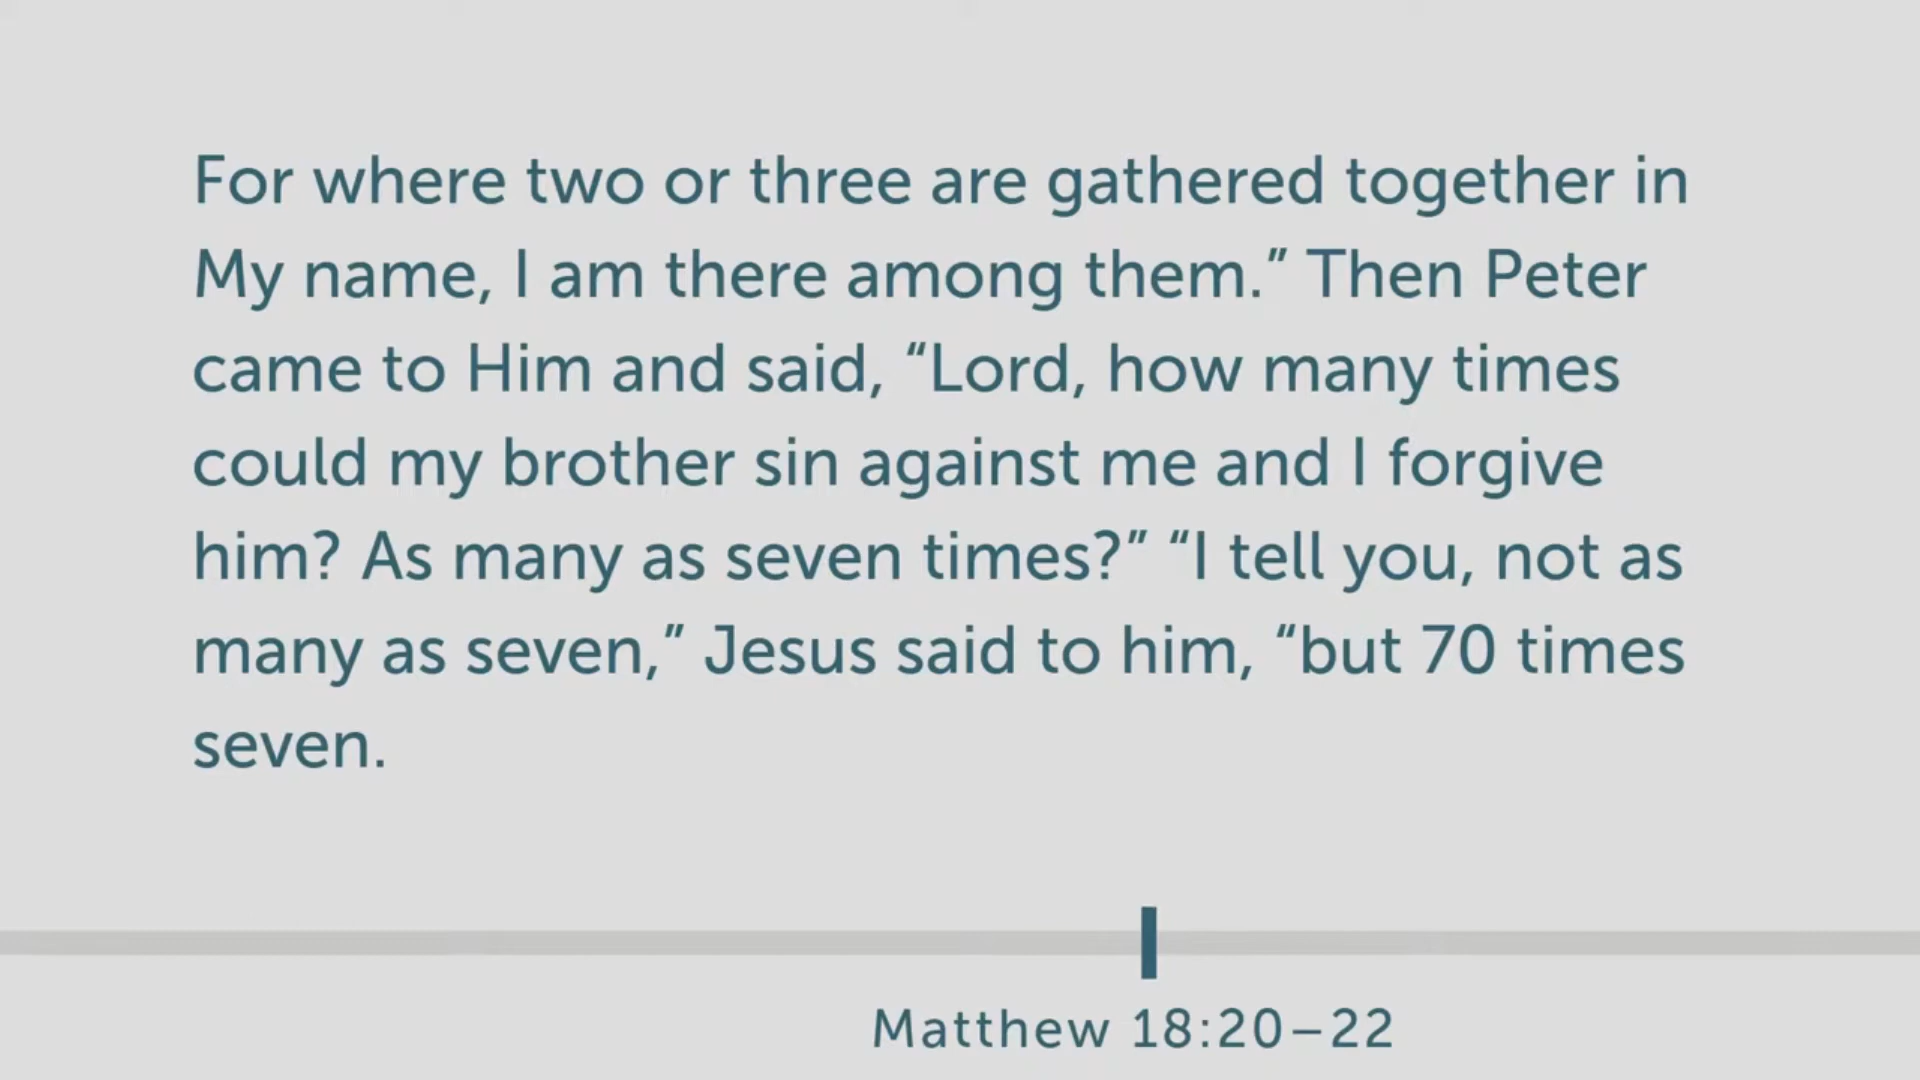 For where two or three are gathered together in
My name, I am there among them.” Then Peter
came to Him and said, “Lord, how many times
could my brother sin against me and I forgive
him? As many as seven times?” “I tell you, not as
many as seven,” Jesus said to him, “but 70 times
seven.
Matthew 18:20–22